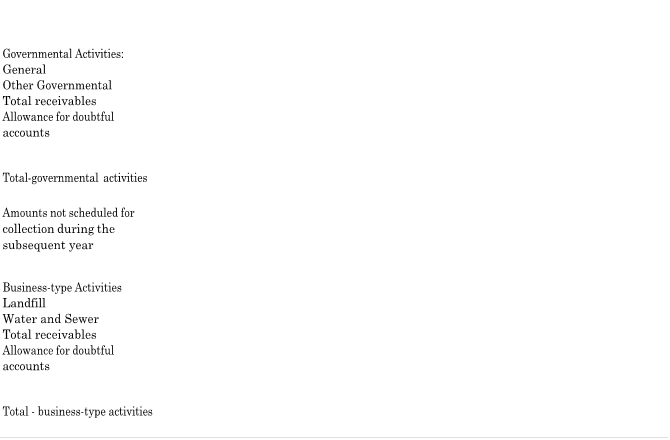 Governmental Activities:
General
Other Governmental
Total receivables
Allowance for doubtful
accounts
Total-governmental activities
Amounts not scheduled for
collection during the
subsequent year
Business-type Activities
Landfill
Water and Sewer
Total receivables
Allowance for doubtful
accounts
Total - business-type activities